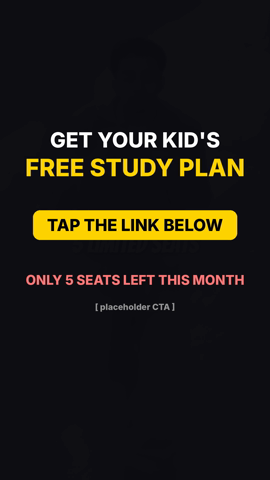 GET YOUR KID'S
FREE STUDY PLAN
TAP THE LINK BELOW
ONLY 5 SEATS LEFT THIS MONTH
[ placeholder CTA ]